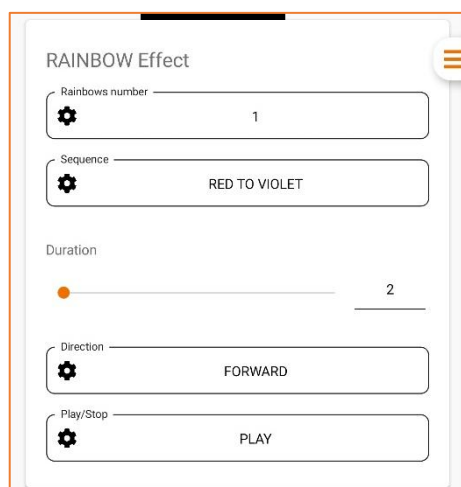 RAINBOW Effect
Rainbows number
1
Sequence
RED TO VIOLET
Duration
2
Direction
FORWARD
Play/Stop
PLAY